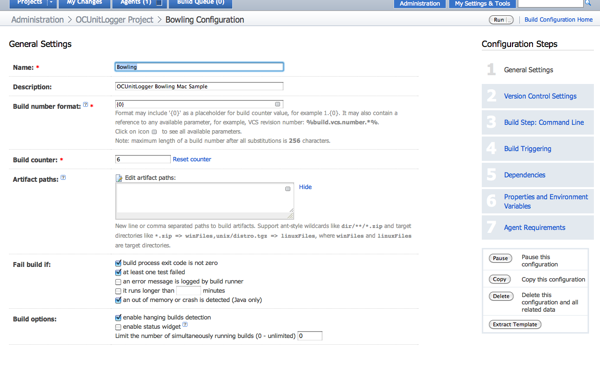 Projects
My Changes
Agents (1)
Build Queue (0)
Administration
My Settings & Tools
Administration > OCUnitLogger Project > Bowling Configuration
Run
Build Configuration Home
General Settings
Name: *
Bowling
Description:
OCUnitLogger Bowling Mac Sample
Build number format: ? *
{0}
Format may include '{0}' as a placeholder for build counter value, for example 1.{0}. It may also contain a
reference to any available parameter, for example, VCS revision number: %build.vcs.number.*%.
Click on icon to see all available parameters.
Note: maximum length of a build number after all substitutions is 256 characters.
Build counter: *
6
Reset counter
Artifact paths: ?
Edit artifact paths:
Hide
New line or comma separated paths to build artifacts. Support ant-style wildcards like dir/**/*.zip and target
directories like *.zip => winFiles,unix/distro.tgz => linuxFiles, where winFiles and linuxFiles
are target directories.
Fail build if:
build process exit code is not zero
at least one test failed
an error message is logged by build runner
it runs longer than minutes
an out of memory or crash is detected (Java only)
Build options:
enable hanging builds detection
enable status widget ?
Limit the number of simultaneously running builds (0 - unlimited) 0
Configuration Steps
1 General Settings
2 Version Control Settings
3 Build Step: Command Line
4 Build Triggering
5 Dependencies
6 Properties and Environment
Variables
7 Agent Requirements
Pause
Pause this
configuration
Copy
Copy this configuration
Delete
Delete this
configuration and all
related data
Extract Template